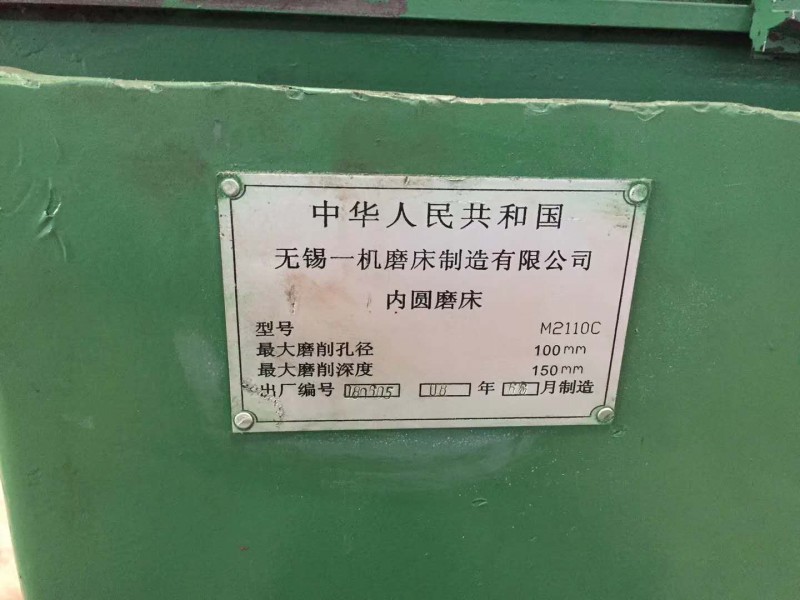 中华人民共和国
无锡一机磨床制造有限公司
内圆磨床
型号 M2110C
最大磨削孔径 100mm
最大磨削深度 150mm
出厂编号 08 年 月制造